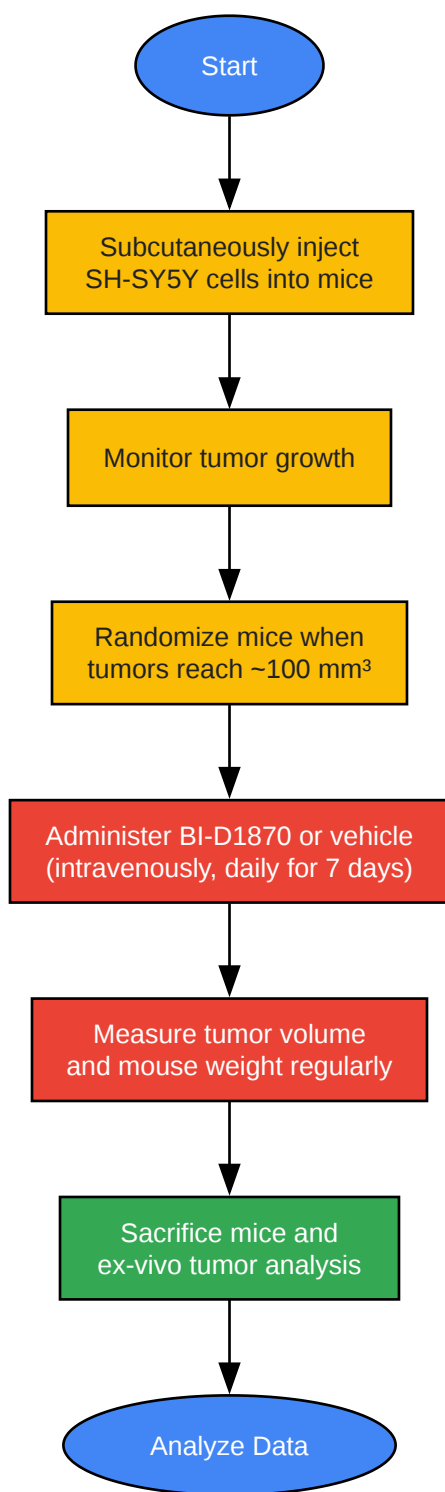 Start
Subcutaneously inject
SH-SY5Y cells into mice
Monitor tumor growth
Randomize mice when
tumors reach ~100 mm³
Administer BI-D1870 or vehicle
(intravenously, daily for 7 days)
Measure tumor volume
and mouse weight regularly
Sacrifice mice and
ex-vivo tumor analysis
Analyze Data